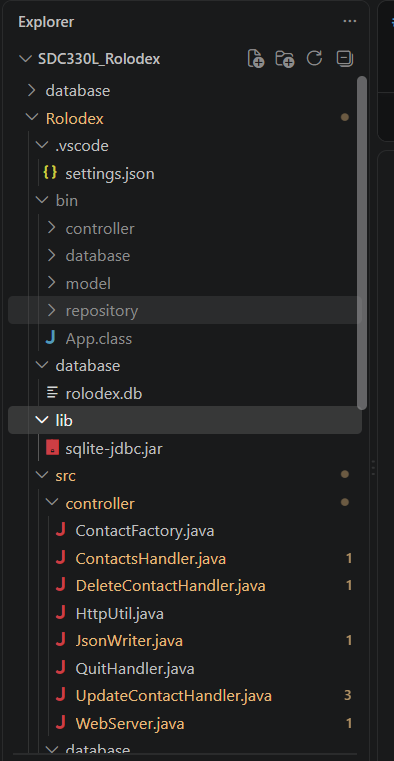 Explorer
SDC330L_Rolodex
database
Rolodex
.vscode
{} settings.json
bin
controller
database
model
repository
J App.class
database
rolodex.db
lib
sqlite-jdbc.jar
src
controller
J ContactFactory.java
J ContactsHandler.java 1
J DeleteContactHandler.java 1
J HttpUtil.java
J JsonWriter.java 1
J QuitHandler.java
J UpdateContactHandler.java 3
J WebServer.java 1
database